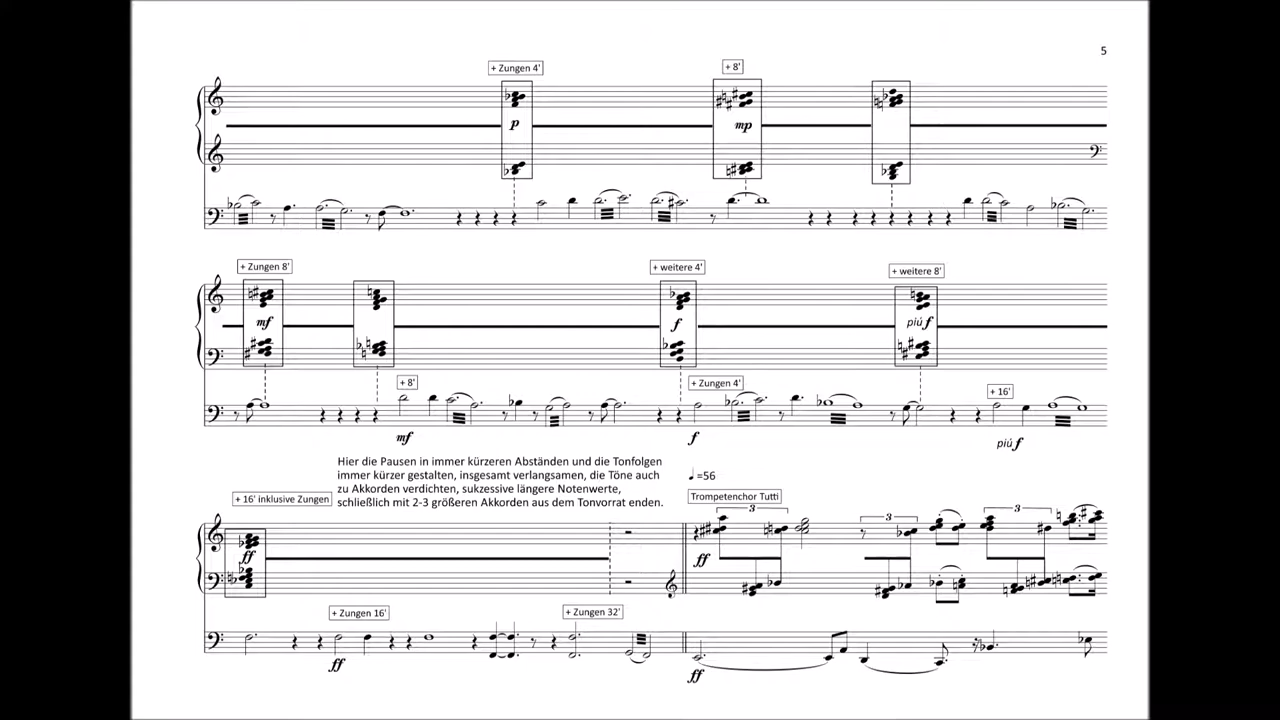 5
+ Zungen 4'
+ 8'
p
mp
+ Zungen 8'
+ weitere 4'
+ weitere 8'
mf
f
piú f
+ 8'
+ Zungen 4'
+ 16'
mf
f
piú f
Hier die Pausen in immer kürzeren Abständen und die Tonfolgen
immer kürzer gestalten, insgesamt verlangsamen, die Töne auch
zu Akkorden verdichten, sukzessive längere Notenwerte,
schließlich mit 2-3 größeren Akkorden aus dem Tonvorrat enden.
♩=56
+ 16' inklusive Zungen
Trompetenchor Tutti
3
3
3
ff
ff
+ Zungen 16'
+ Zungen 32'
ff
ff